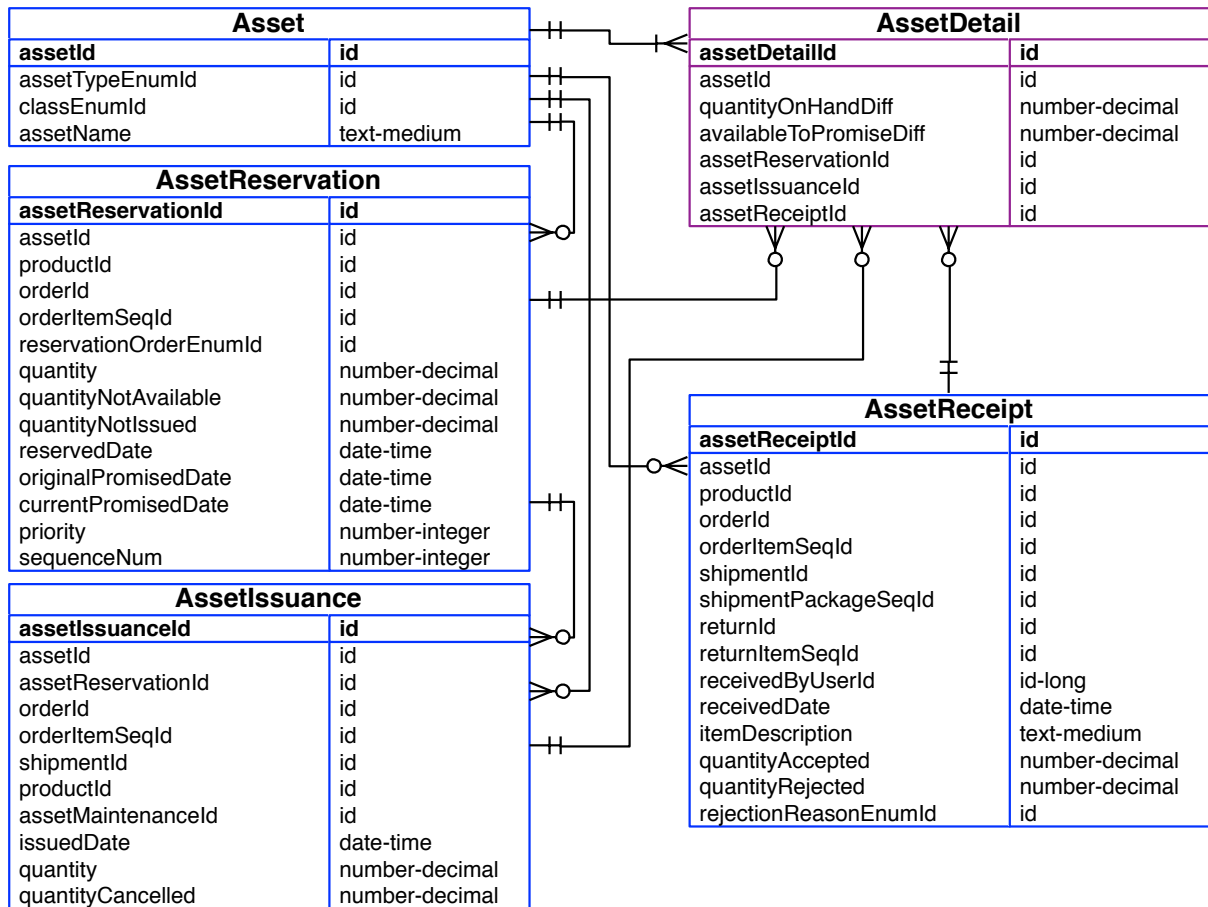 Asset
assetId id
assetTypeEnumId id
classEnumId id
assetName text-medium
AssetReservation
assetReservationId id
assetId id
productId id
orderId id
orderItemSeqId id
reservationOrderEnumId id
quantity number-decimal
quantityNotAvailable number-decimal
quantityNotIssued number-decimal
reservedDate date-time
originalPromisedDate date-time
currentPromisedDate date-time
priority number-integer
sequenceNum number-integer
AssetIssuance
assetIssuanceId id
assetId id
assetReservationId id
orderId id
orderItemSeqId id
shipmentId id
productId id
assetMaintenanceId id
issuedDate date-time
quantity number-decimal
quantityCancelled number-decimal
AssetDetail
assetDetailId id
assetId id
quantityOnHandDiff number-decimal
availableToPromiseDiff number-decimal
assetReservationId id
assetIssuanceId id
assetReceiptId id
AssetReceipt
assetReceiptId id
assetId id
productId id
orderId id
orderItemSeqId id
shipmentId id
shipmentPackageSeqId id
returnId id
returnItemSeqId id
receivedByUserId id-long
receivedDate date-time
itemDescription text-medium
quantityAccepted number-decimal
quantityRejected number-decimal
rejectionReasonEnumId id